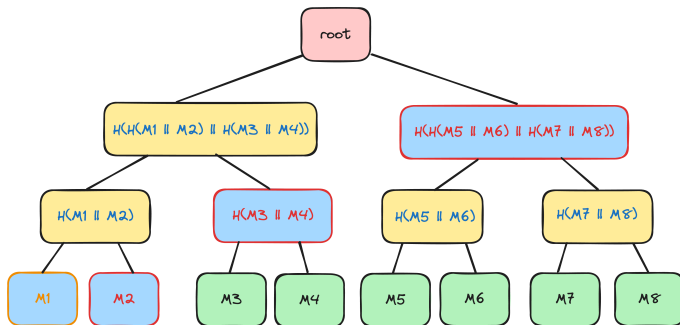 root
H(H(M1 || M2) || H(M3 || M4))
H(H(M5 || M6) || H(M7 || M8))
H(M1 || M2)
H(M3 || M4)
H(M5 || M6)
H(M7 || M8)
M1
M2
M3
M4
M5
M6
M7
M8